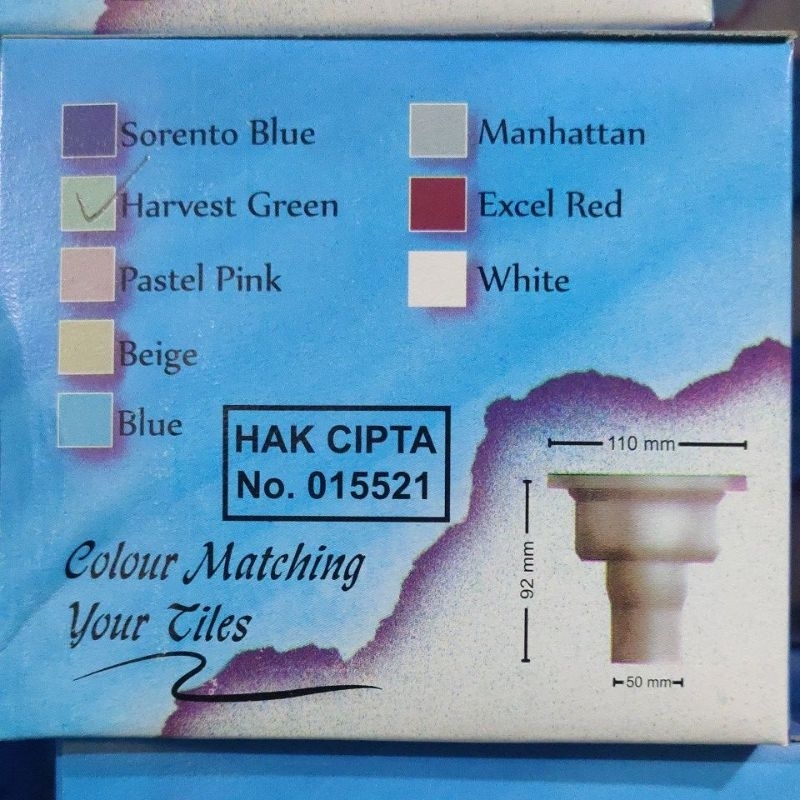 Sorento Blue
Harvest Green
Pastel Pink
Beige
Blue
Manhattan
Excel Red
White
HAK CIPTA
No. 015521
Colour Matching
Your Tiles
110 mm
92 mm
50 mm